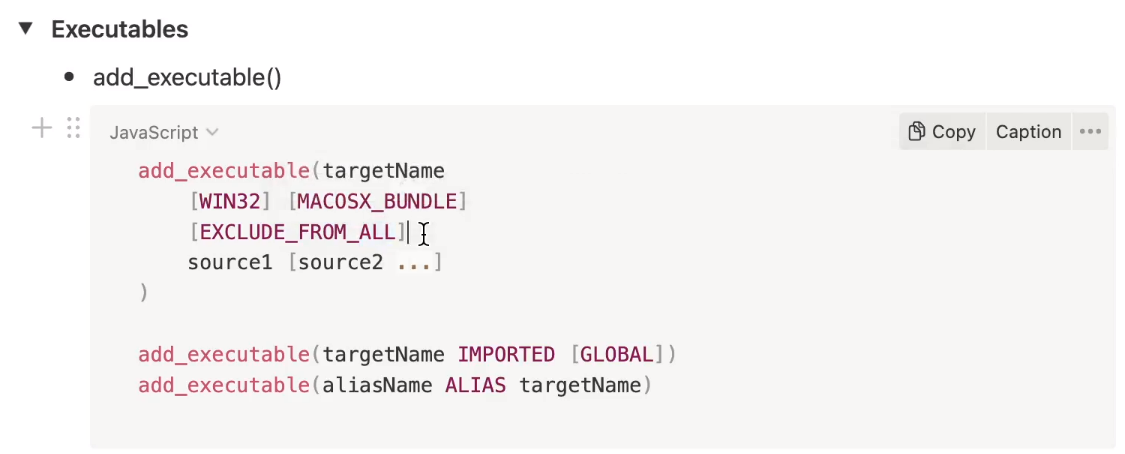 Executables
add_executable()
JavaScript
Copy Caption
add_executable(targetName
[WIN32] [MACOSX_BUNDLE]
[EXCLUDE_FROM_ALL]
source1 [source2 ...]
)
add_executable(targetName IMPORTED [GLOBAL])
add_executable(aliasName ALIAS targetName)